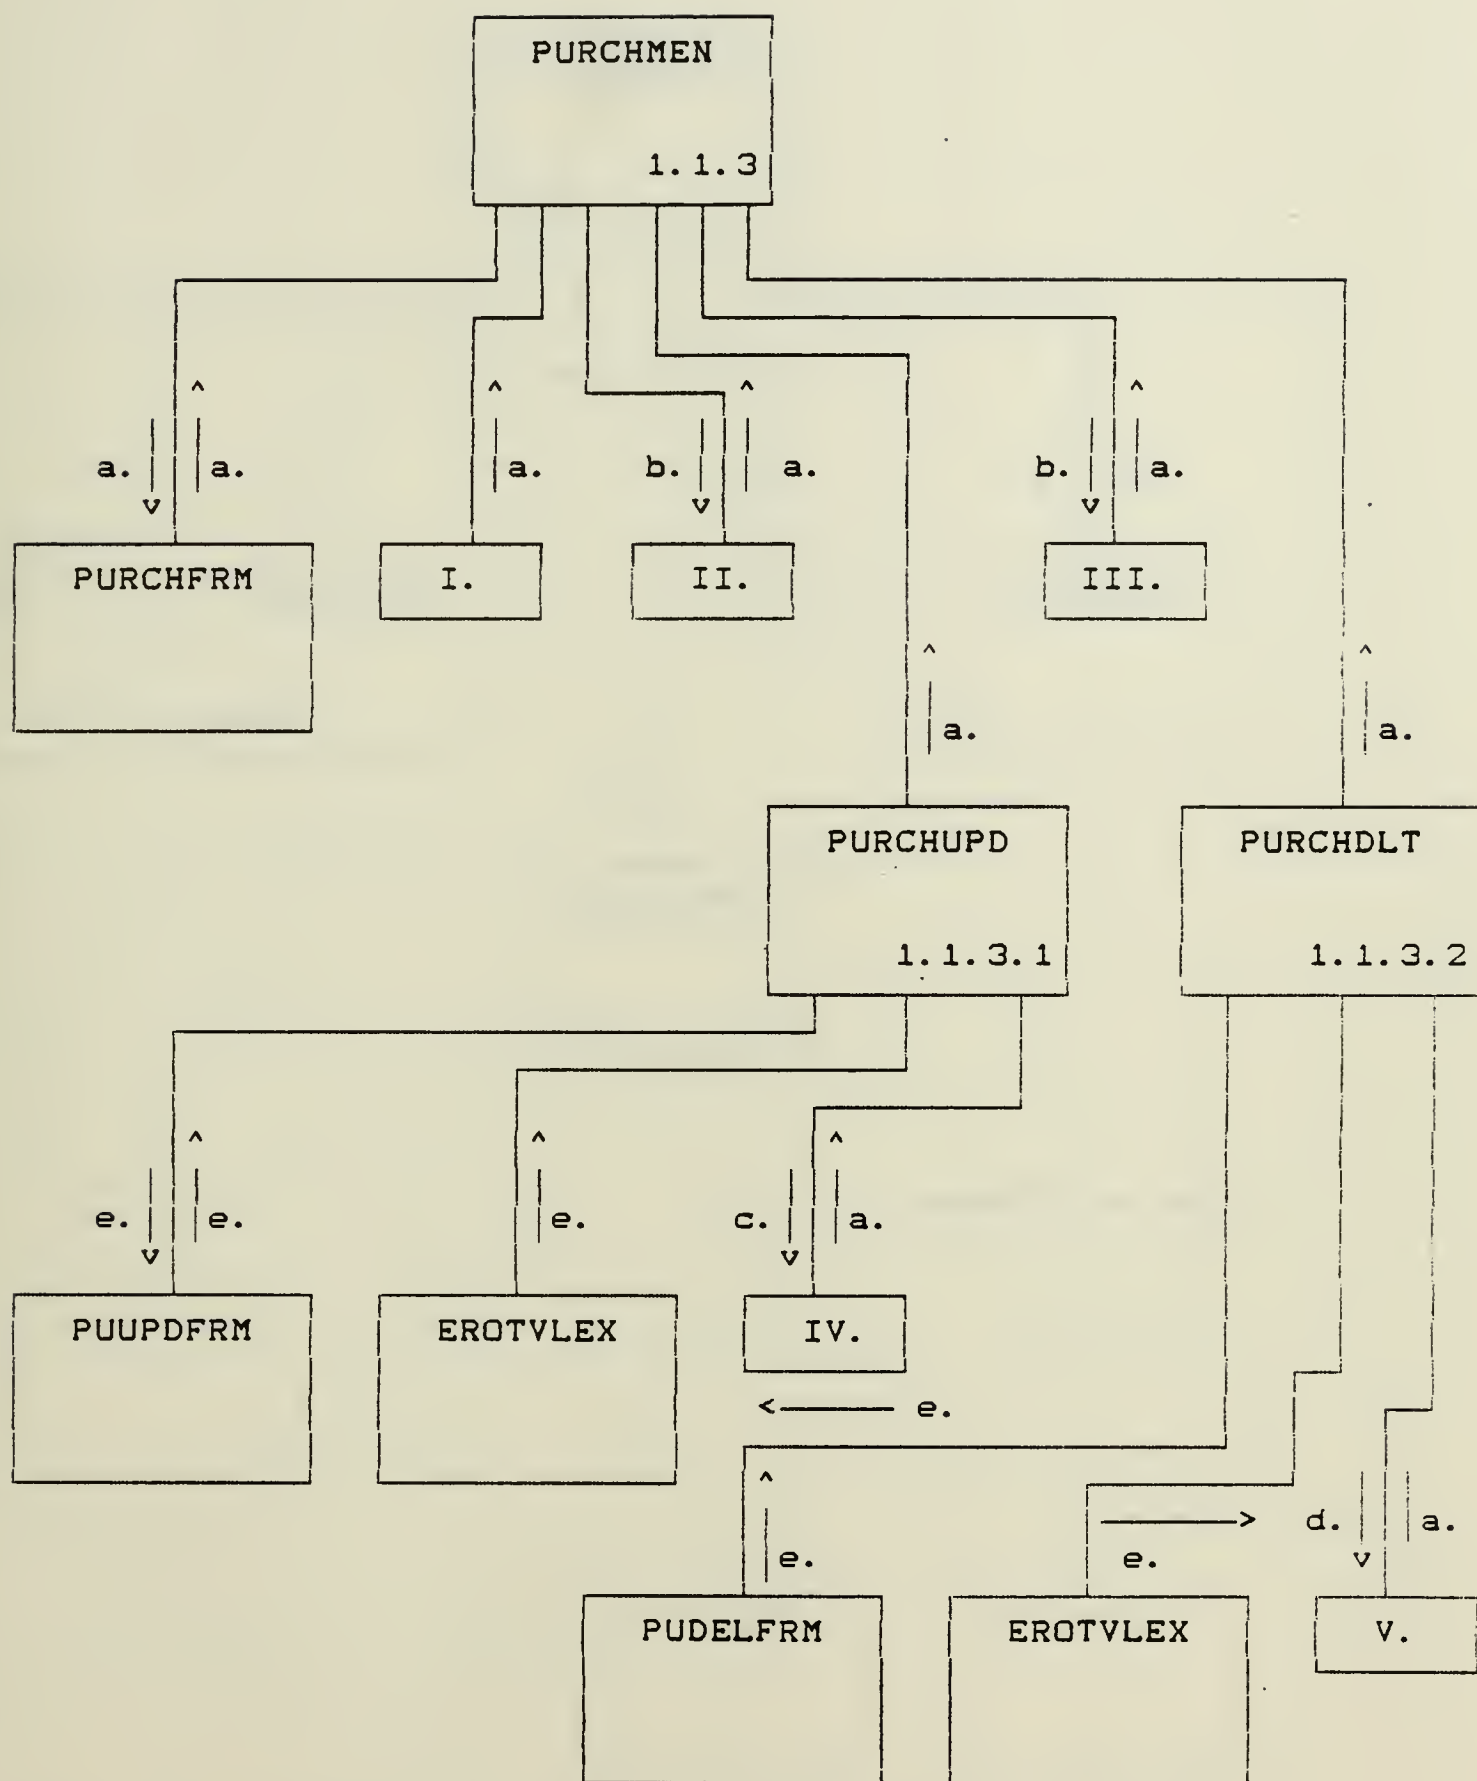 PURCHMEN
1.1.3
a. a. a. b. a. b. a.
PURCHFRM I. II. III.
a. a.
PURCHUPD PURCHDLT
1.1.3.1 1.1.3.2
e. e. e. c. a.
PUUPDFRM EROTVLEX IV.
e.
d. a.
e. e.
PUDELFRM EROTVLEX V.